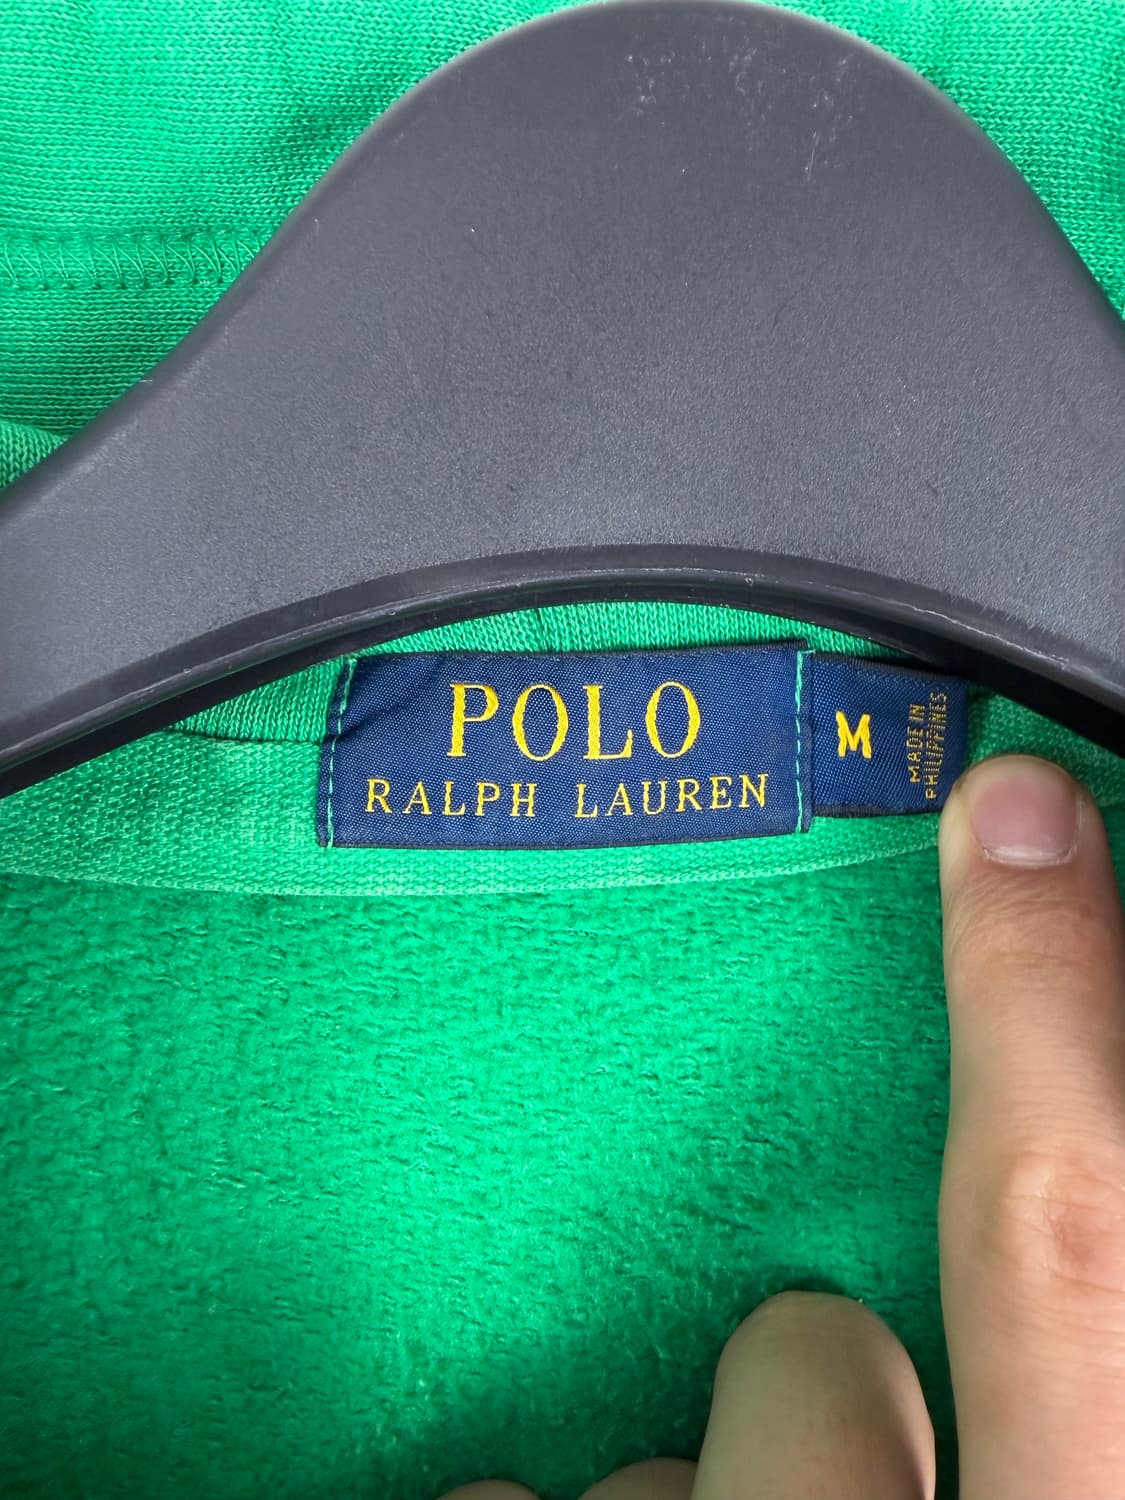 POLO
RALPH LAUREN
M
MADE IN
PHILIPPINES